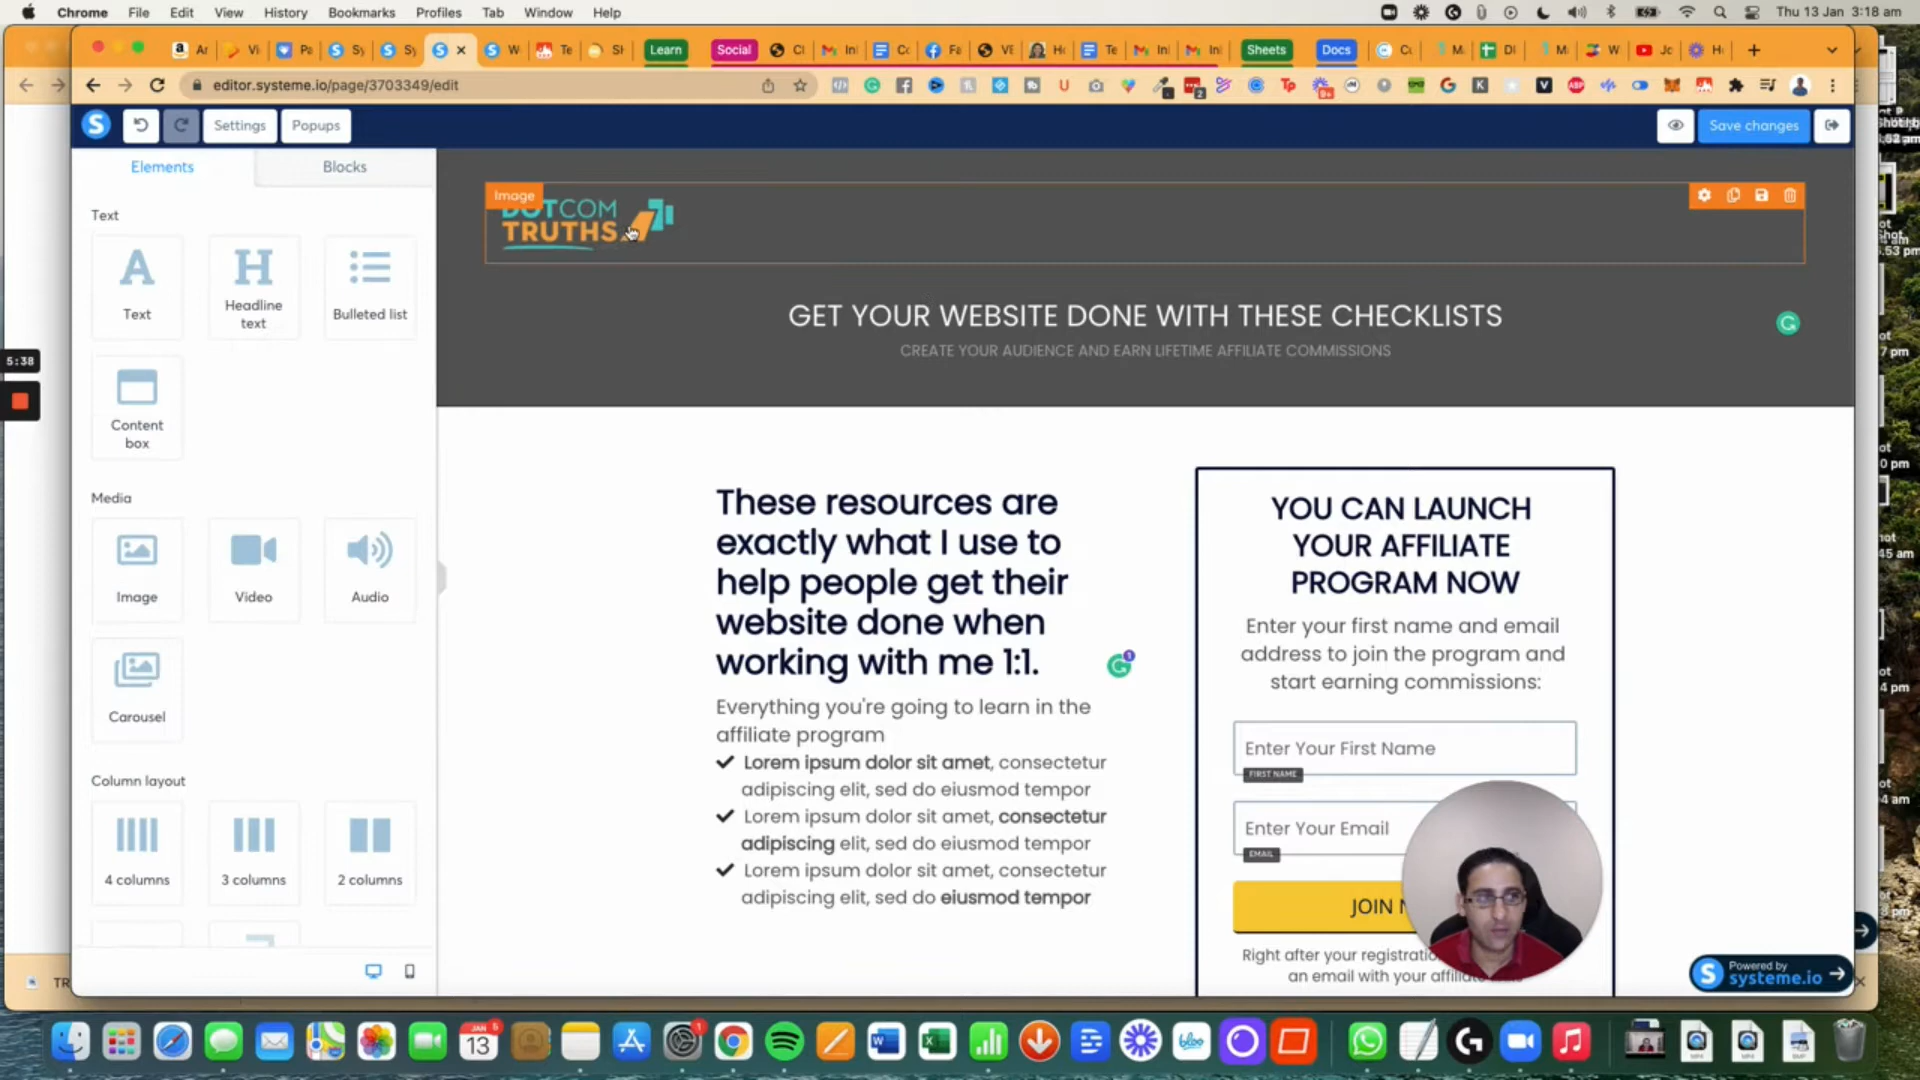 Chrome File Edit View History Bookmarks Profiles Tab Window Help
Thu 13 Jan 3:18 am
Learn Social Sheets Docs
editor.systeme.io/page/3703349/edit
Settings Popups Save changes
Elements Blocks
Text
Text
Headline text
Bulleted list
Content box
Media
Image
Video
Audio
Carousel
Column layout
4 columns
3 columns
2 columns
5:38
Image
DOTCOM
TRUTHS
GET YOUR WEBSITE DONE WITH THESE CHECKLISTS
CREATE YOUR AUDIENCE AND EARN LIFETIME AFFILIATE COMMISSIONS
These resources are
exactly what I use to
help people get their
website done when
working with me 1:1.
Everything you're going to learn in the
affiliate program
Lorem ipsum dolor sit amet, consectetur
adipiscing elit, sed do eiusmod tempor
Lorem ipsum dolor sit amet, consectetur
adipiscing elit, sed do eiusmod tempor
Lorem ipsum dolor sit amet, consectetur
adipiscing elit, sed do eiusmod tempor
YOU CAN LAUNCH
YOUR AFFILIATE
PROGRAM NOW
Enter your first name and email
address to join the program and
start earning commissions:
Enter Your First Name
FIRST NAME
Enter Your Email
EMAIL
JOIN
Right after your
an email with your
Powered by
systeme.io
JAN
13
bloo